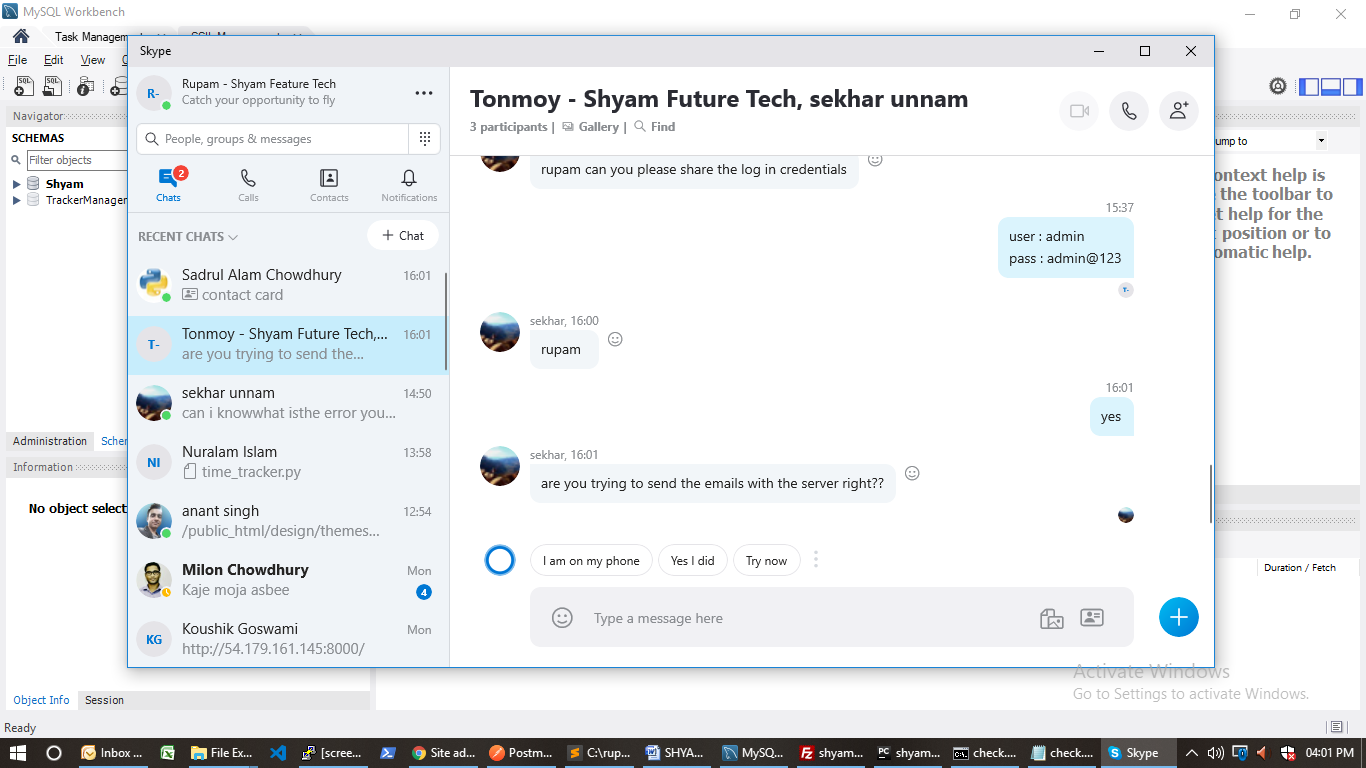 MySQL Workbench
Task Managem
File Edit View
Navigator
SCHEMAS
Filter objects
Shyam
TrackerManager
Administration
Information
No object select
Object Info Session
Ready
ump to
ontext help is
the toolbar to
t help for the
position or to
omatic help.
Duration / Fetch
Skype
R-
Rupam - Shyam Feature Tech
Catch your opportunity to fly
People, groups & messages
2
Chats Calls Contacts Notifications
RECENT CHATS
Chat
Sadrul Alam Chowdhury 16:01
contact card
T-
Tonmoy - Shyam Future Tech,... 16:01
are you trying to send the...
sekhar unnam 14:50
can i knowwhat isthe error you...
NI
Nuralam Islam 13:58
time_tracker.py
anant singh 12:54
/public_html/design/themes...
Milon Chowdhury Mon
Kaje moja asbee 4
KG
Koushik Goswami Mon
http://54.179.161.145:8000/
Tonmoy - Shyam Future Tech, sekhar unnam
3 participants | Gallery | Find
rupam can you please share the log in credentials
15:37
user : admin
pass : admin@123
T-
sekhar, 16:00
rupam
16:01
yes
sekhar, 16:01
are you trying to send the emails with the server right??
I am on my phone Yes I did Try now
Type a message here
Activate Windows
Go to Settings to activate Windows.
Inbox ... File Ex... [scree... Site ad... Postm... C:\rup... SHYA... MySQ... shyam... shyam... check.... check.... Skype 04:01 PM